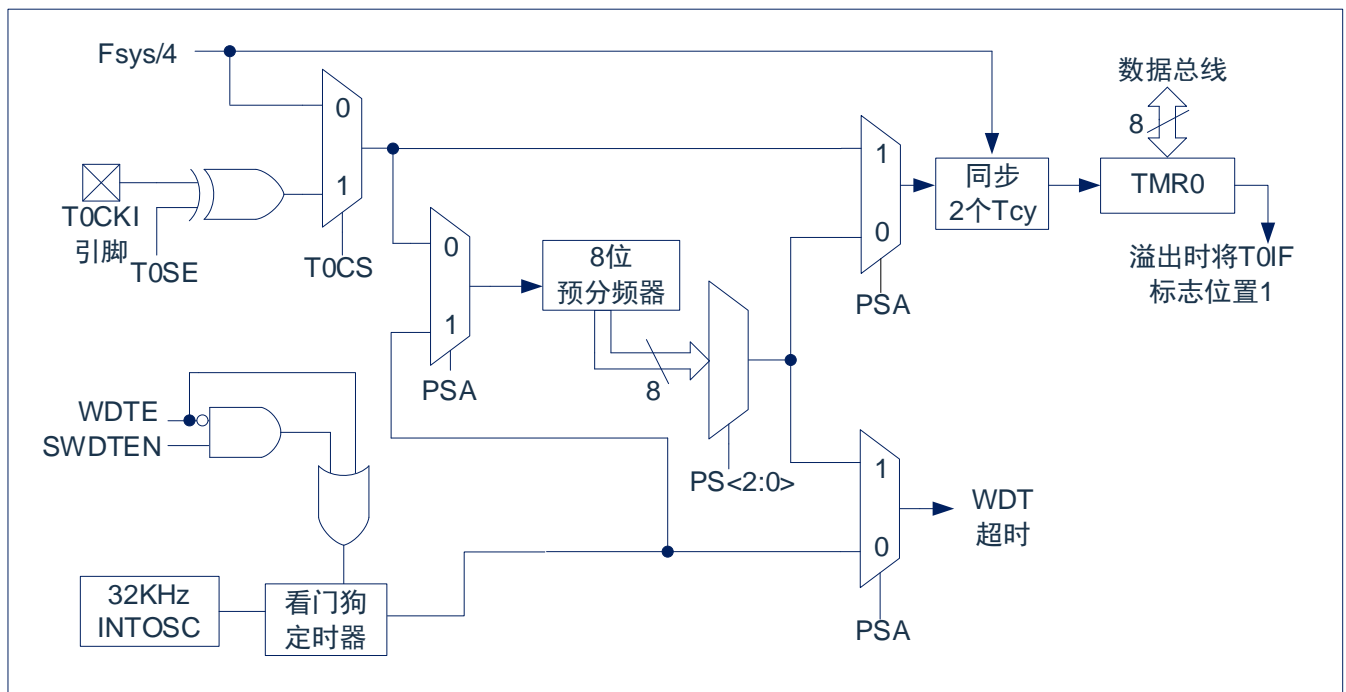 Fsys/4
数据总线
8
0
1
T0CKI
引脚
T0SE
T0CS
1
0
PSA
同步
2个Tcy
TMR0
溢出时将T0IF
标志位置1
0
1
PSA
8位
预分频器
8
PS<2:0>
WDTE
SWDTEN
1
0
PSA
WDT
超时
32KHz
INTOSC
看门狗
定时器